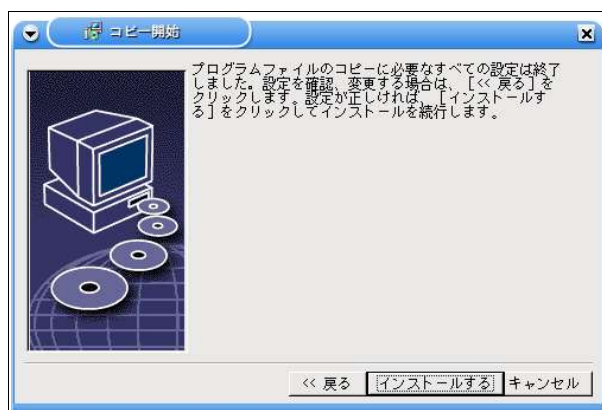 コピー開始
プログラムファイルのコピーに必要なすべての設定は終了
しました。設定を確認、変更する場合は、［<< 戻る］を
クリックします。設定が正しければ、［インストールす
る］をクリックしてインストールを続行します。
<< 戻る インストールする キャンセル